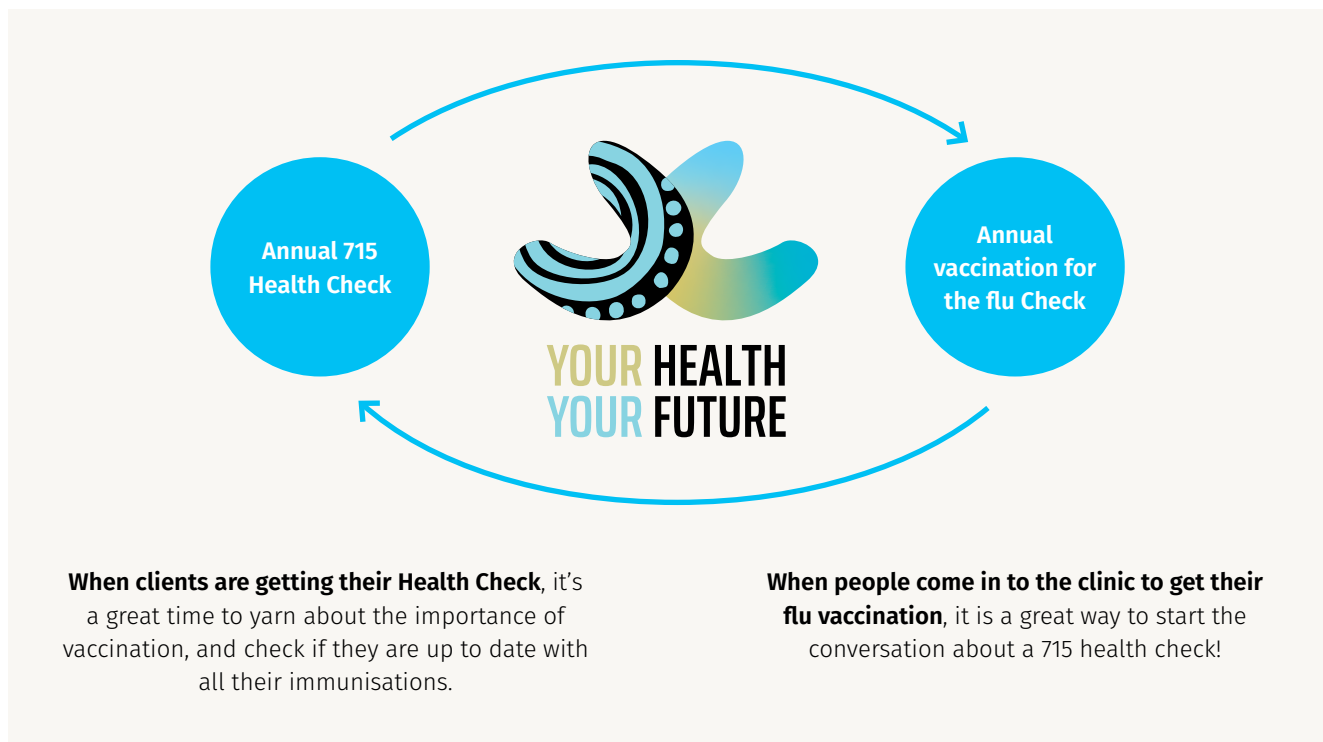 Annual 715
Health Check
Annual
vaccination for
the flu Check
YOUR HEALTH
YOUR FUTURE
When clients are getting their Health Check, it’s
a great time to yarn about the importance of
vaccination, and check if they are up to date with
all their immunisations.
When people come in to the clinic to get their
flu vaccination, it is a great way to start the
conversation about a 715 health check!